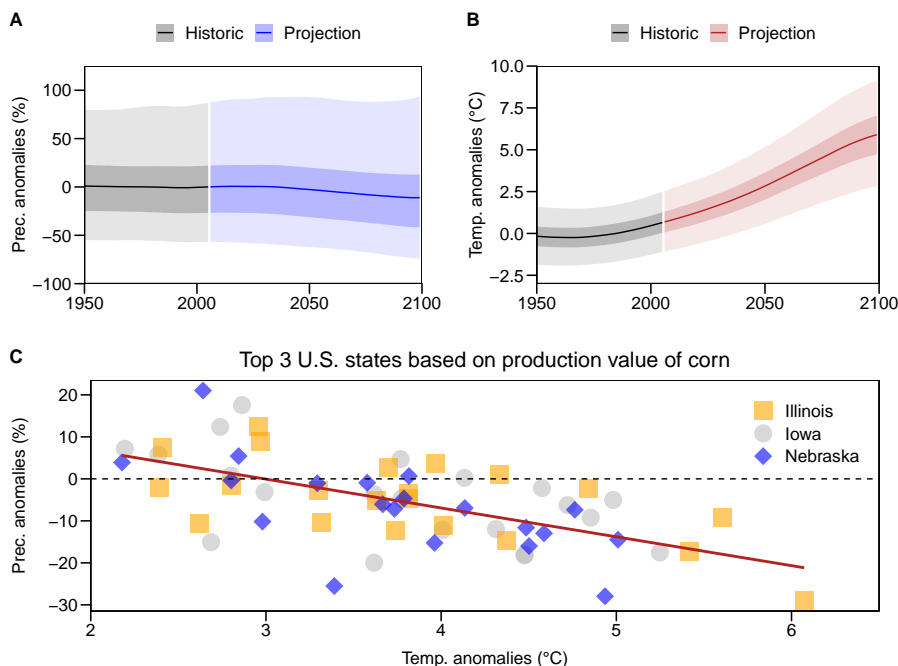 A
Historic Projection
Prec. anomalies (%)
100
50
0
−50
−100
1950 2000 2050 2100
B
Historic Projection
Temp. anomalies (°C)
10.0
7.5
5.0
2.5
0.0
−2.5
1950 2000 2050 2100
C
Top 3 U.S. states based on production value of corn
Prec. anomalies (%)
20
10
0
−10
−20
−30
Illinois
Iowa
Nebraska
2 3 4 5 6
Temp. anomalies (°C)